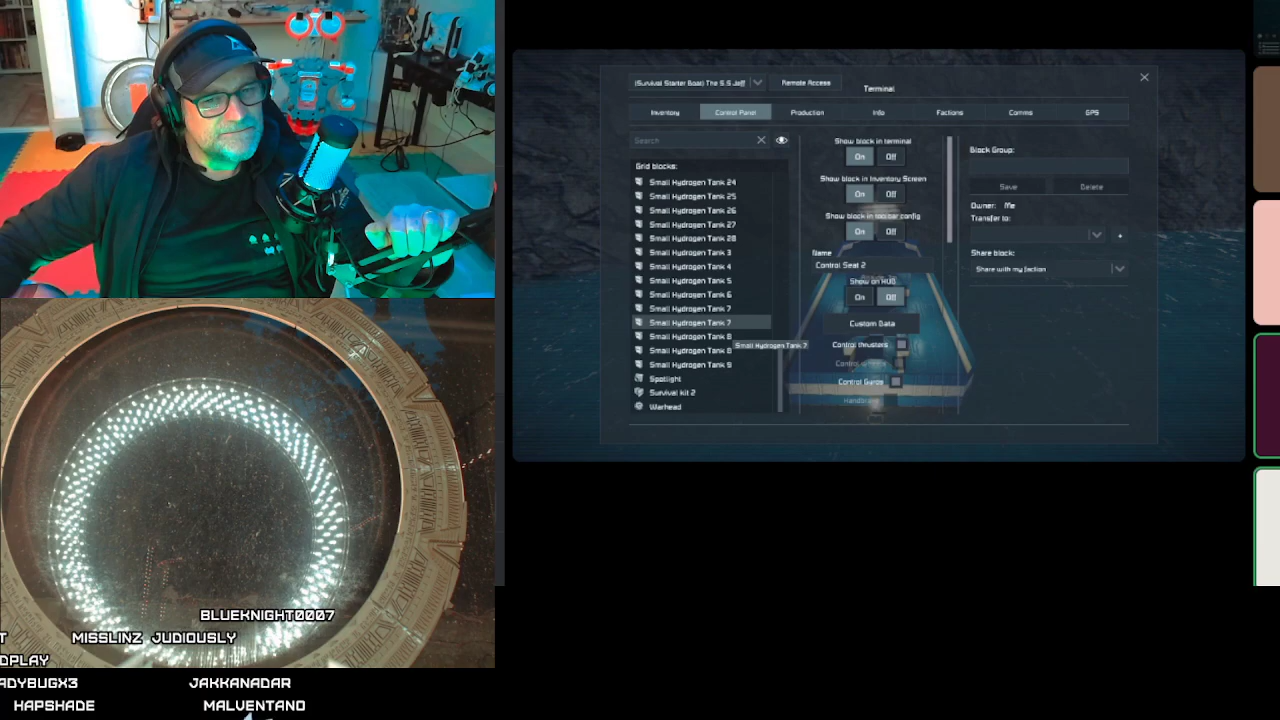 (Survival Starter Boat) The S.S.Jeff
Remote Access
Terminal
Inventory
Control Panel
Production
Info
Factions
Comms
GPS
Search
Grid blocks:
Small Hydrogen Tank 24
Small Hydrogen Tank 25
Small Hydrogen Tank 26
Small Hydrogen Tank 27
Small Hydrogen Tank 28
Small Hydrogen Tank 3
Small Hydrogen Tank 4
Small Hydrogen Tank 5
Small Hydrogen Tank 6
Small Hydrogen Tank 7
Small Hydrogen Tank 7
Small Hydrogen Tank 8
Small Hydrogen Tank 8
Small Hydrogen Tank 9
Spotlight
Survival kit 2
Warhead
Small Hydrogen Tank 7
Show block in terminal
On Off
Show block in Inventory Screen
On Off
Show block in toolbar config
On Off
Name
Control Seat 2
Show on HUD
On Off
Custom Data
Control thrusters
Control Gyros
Handbrake
Block Group:
Save Delete
Owner: Me
Transfer to:
Share block:
Share with my faction
BLUEKNIGHT0007
T MISSLINZ JUDIOUSLY
DPLAY
ADYBUGX3 JAKKANADAR
HAPSHADE MALVENTANO